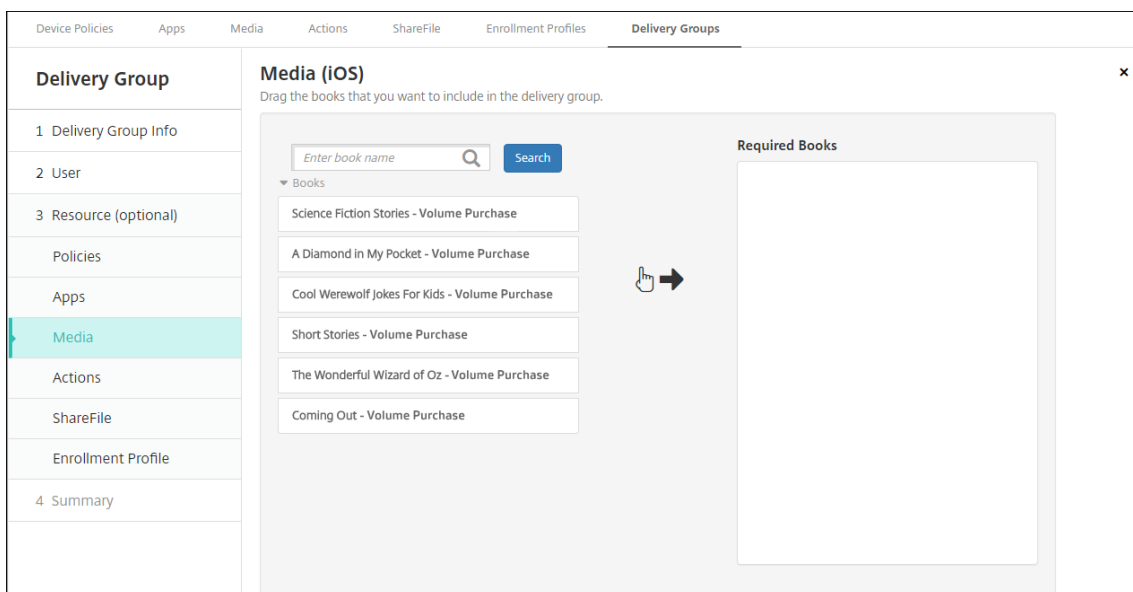 Device Policies Apps Media Actions ShareFile Enrollment Profiles Delivery Groups
Delivery Group
1 Delivery Group Info
2 User
3 Resource (optional)
Policies
Apps
Media
Actions
ShareFile
Enrollment Profile
4 Summary
Media (iOS)
Drag the books that you want to include in the delivery group.
Enter book name
Search
Books
Science Fiction Stories - Volume Purchase
A Diamond in My Pocket - Volume Purchase
Cool Werewolf Jokes For Kids - Volume Purchase
Short Stories - Volume Purchase
The Wonderful Wizard of Oz - Volume Purchase
Coming Out - Volume Purchase
Required Books